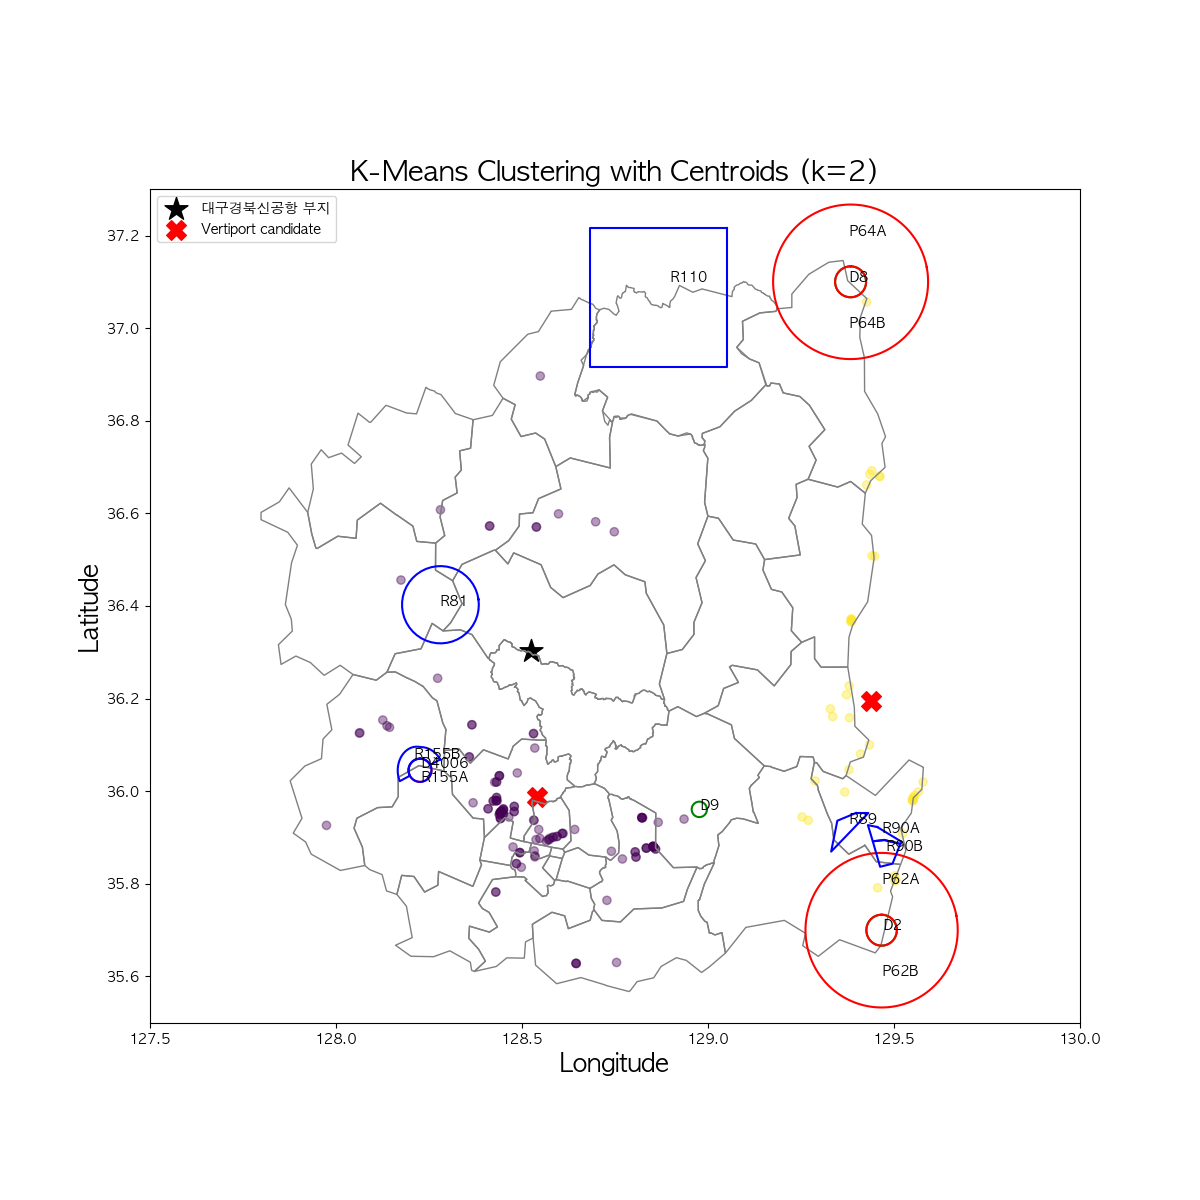 K-Means Clustering with Centroids (k=2)
대구경북신공항 부지
Vertiport candidate
Latitude
37.2
37.0
36.8
36.6
36.4
36.2
36.0
35.8
35.6
P64A
D8
P64B
R110
R81
R155B
R155A
D9
R89
R90A
R90B
P62A
D2
P62B
127.5
128.0
128.5
129.0
129.5
130.0
Longitude